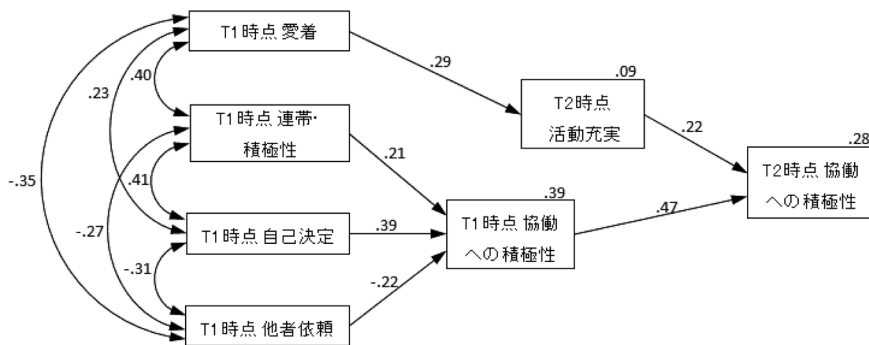 T1時点 愛着
.40
.23
.29
.09
T2時点
活動充実
T1時点 連帯・
積極性
.21
.22
.28
T2時点 協働
への積極性
-.35
.41
.39
T1時点 協働
への積極性
.47
-.27
T1時点 自己決定
.39
-.31
-.22
T1時点 他者依頼